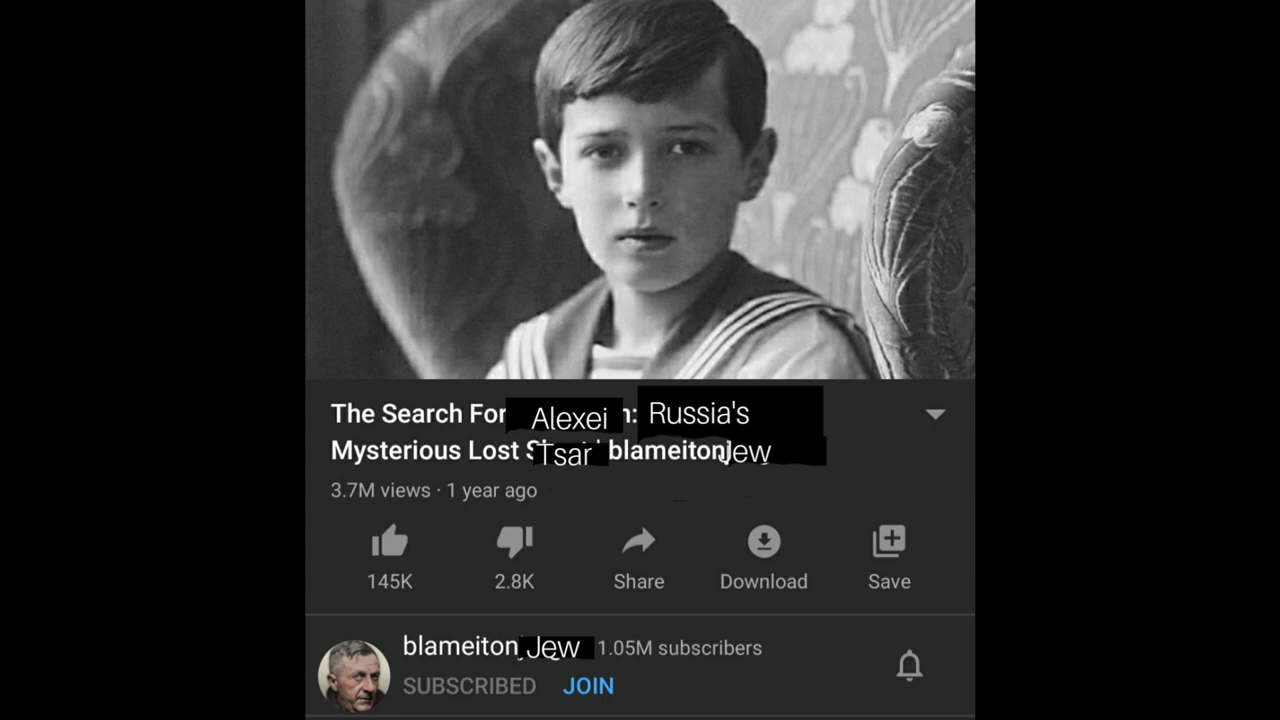 The Search For Alexei n: Russia's
Mysterious Lost Tsar blameitonJew
3.7M views · 1 year ago
145K 2.8K Share Download Save
blameitonJew 1.05M subscribers
SUBSCRIBED JOIN